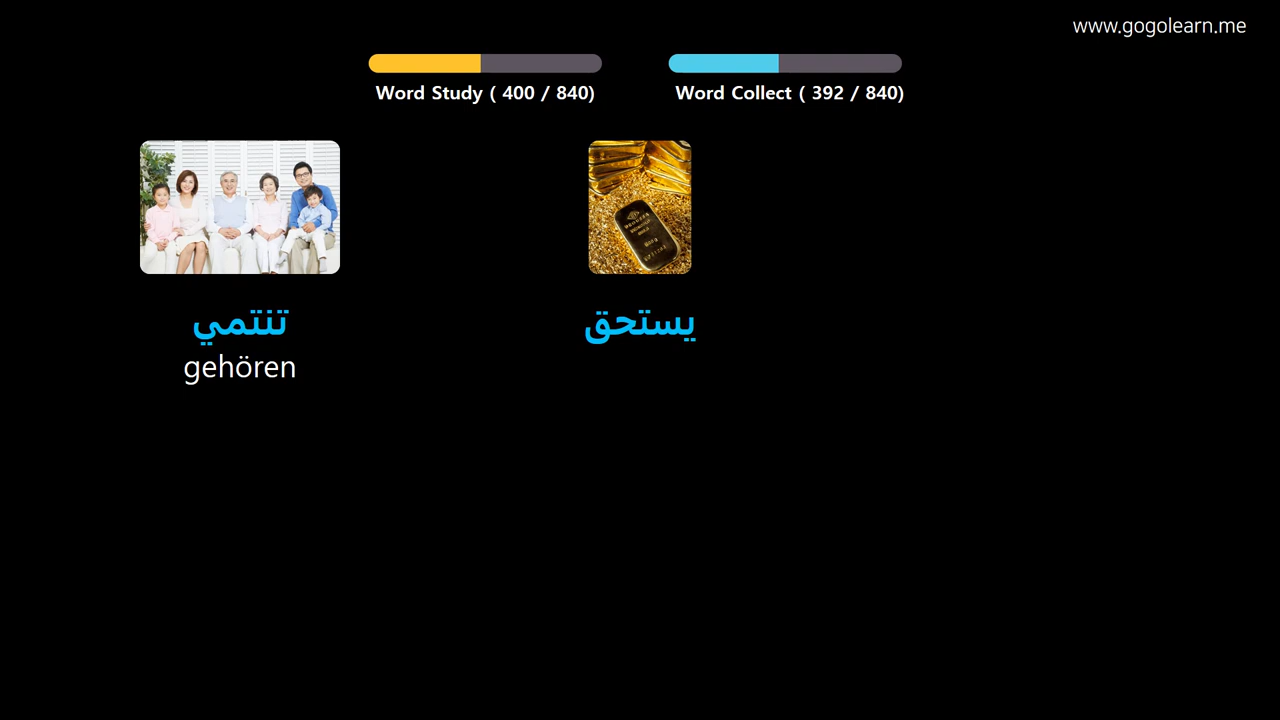 www.gogolearn.me
Word Study ( 400 / 840)
Word Collect ( 392 / 840)
تنتمي
gehören
يستحق